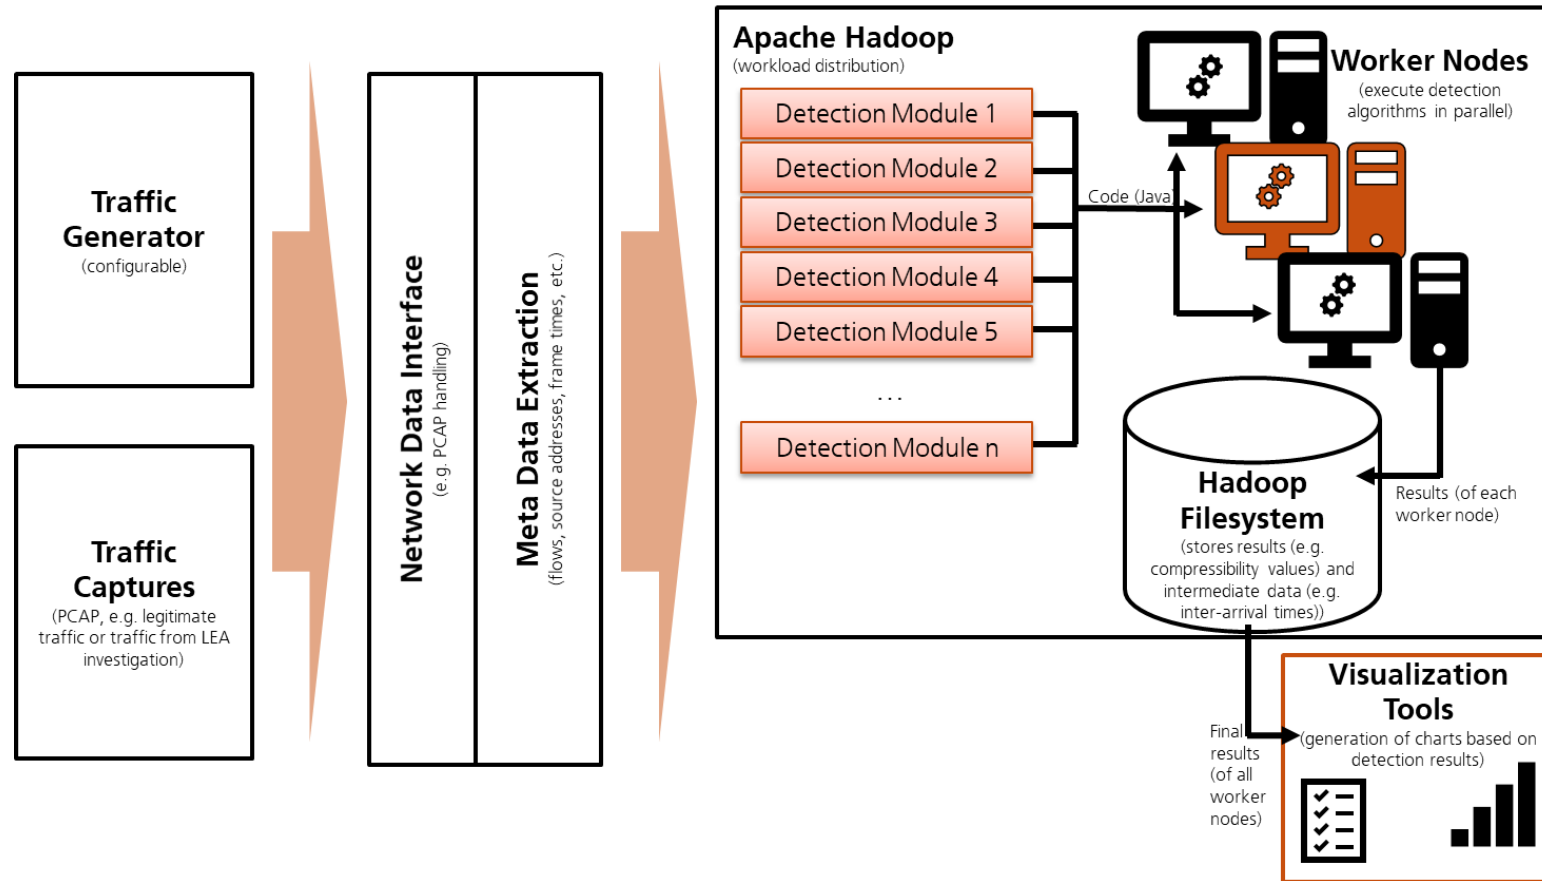 Traffic
Generator
(configurable)
Traffic
Captures
(PCAP, e.g. legitimate
traffic or traffic from LEA
investigation)
Network Data Interface
(e.g. PCAP handling)
Meta Data Extraction
(flows, source addresses, frame times, etc.)
Apache Hadoop
(workload distribution)
Detection Module 1
Detection Module 2
Detection Module 3
Detection Module 4
Detection Module 5
...
Detection Module n
Code (Java)
Worker Nodes
(execute detection
algorithms in parallel)
Hadoop
Filesystem
(stores results (e.g.
compressibility values) and
intermediate data (e.g.
inter-arrival times))
Results (of each
worker node)
Final
results
(of all
worker
nodes)
Visualization
Tools
(generation of charts based on
detection results)